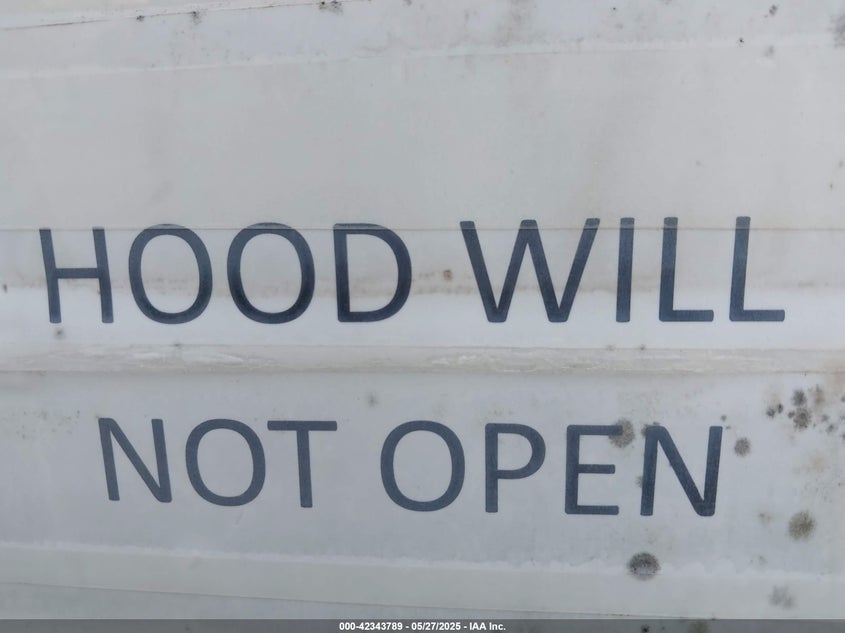 HOOD WILL
NOT OPEN
000-42343789 - 05/27/2025 - IAA Inc.